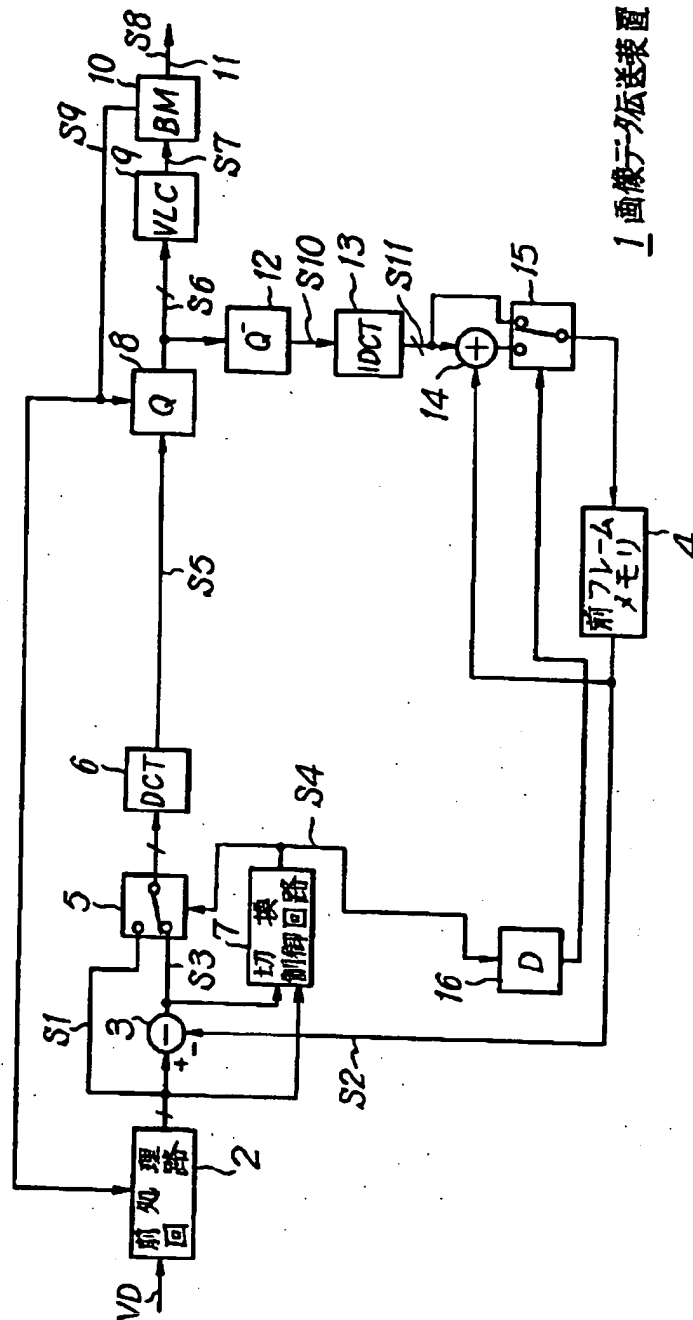 VD
前処理
回路
2
S1
+
-
-
3
S3
5
切換
制御回路
7
S4
6
DCT
S5
8
Q
S6
9
VLC
S7
S9
10
BM
11
S8
12
Q⁻
S10
13
IDCT
S11
14
+
15
16
D
S2
前フレーム
メモリ
4
1 画像データ伝送装置